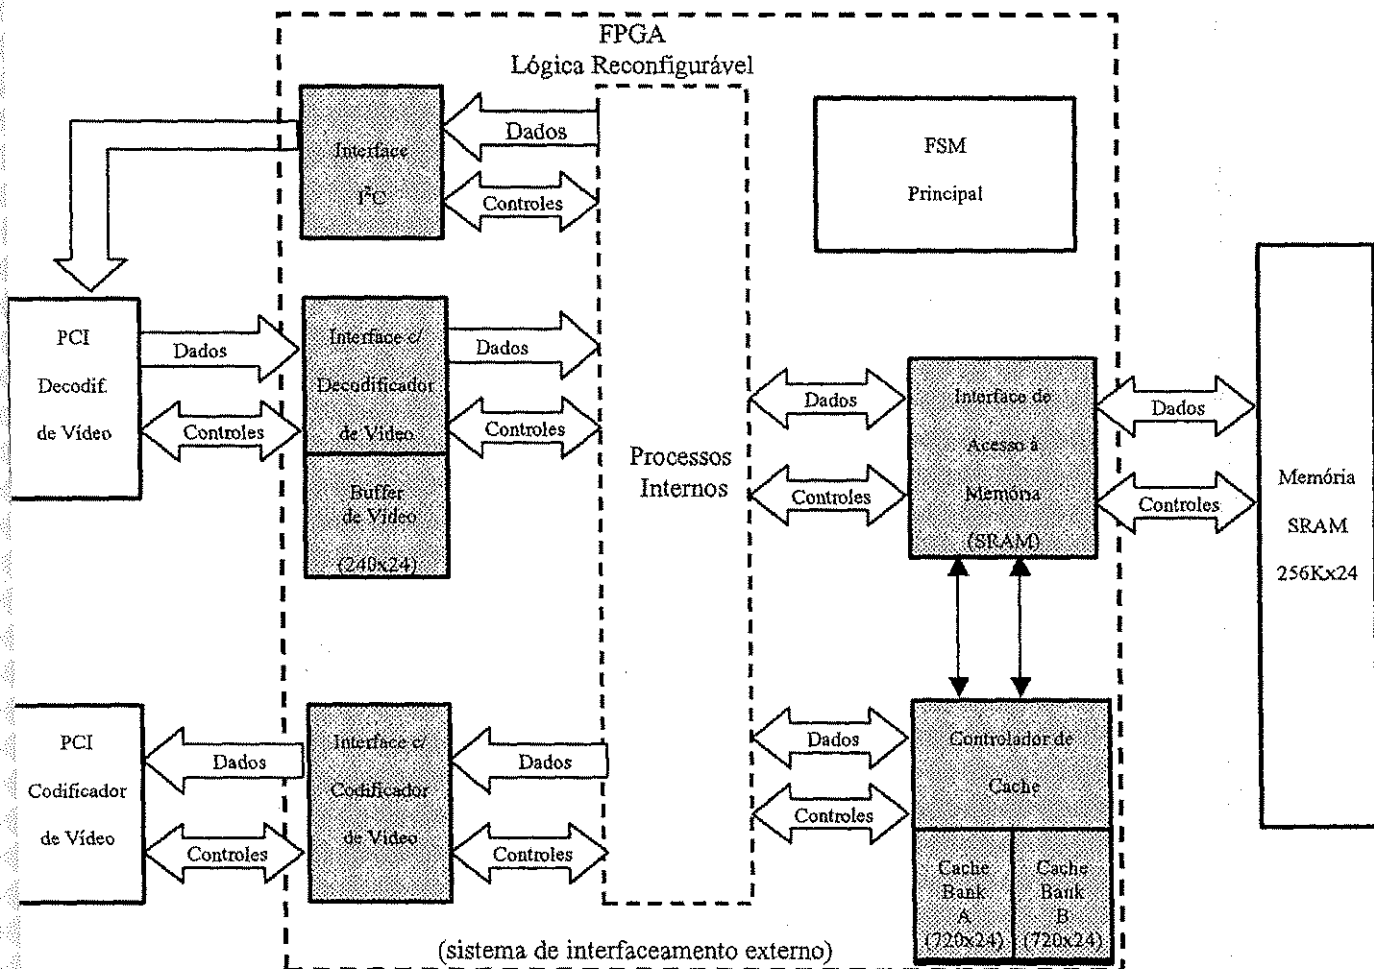 FPGA
Lógica Reconfigurável
Interface
I²C
Dados
Controles
FSM
Principal
PCI
Decodif.
de Vídeo
Dados
Controles
Interface c/
Decodificador
de Vídeo
Buffer
de Vídeo
(240x24)
Dados
Controles
Processos
Internos
Dados
Controles
Interface de
Acesso à
Memória
(SRAM)
Dados
Controles
Memória
SRAM
256Kx24
PCI
Codificador
de Vídeo
Dados
Controles
Interface c/
Codificador
de Vídeo
Dados
Controles
Dados
Controles
Controlador de
Cache
Cache
Bank
A
(720x24)
Cache
Bank
B
(720x24)
(sistema de interfaceamento externo)